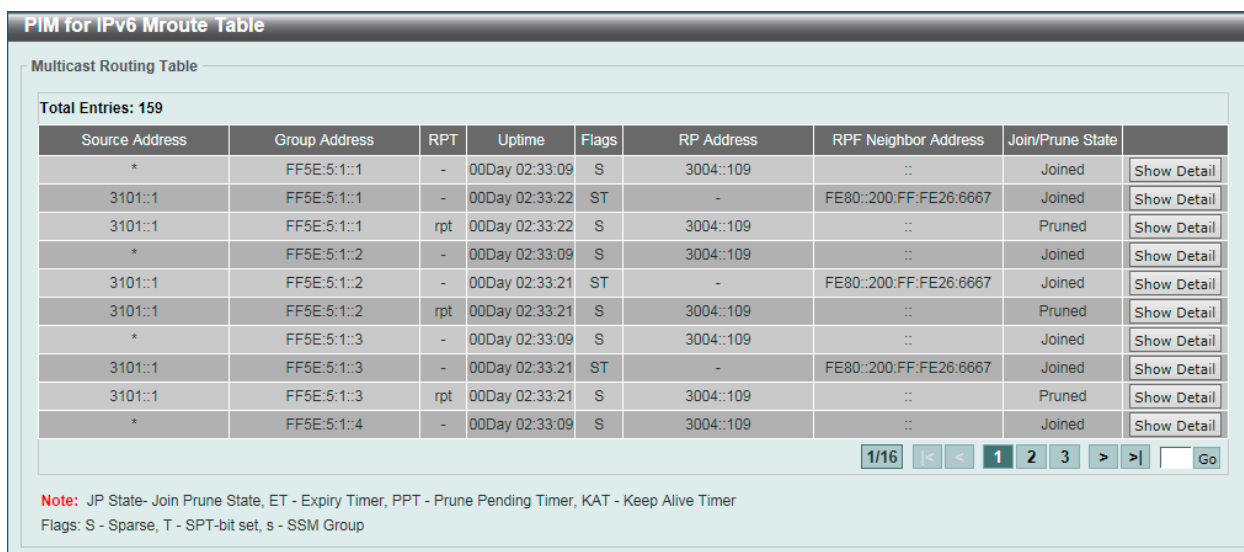 PIM for IPv6 Mroute Table
Multicast Routing Table
Total Entries: 159
Source Address Group Address RPT Uptime Flags RP Address RPF Neighbor Address Join/Prune State
* FF5E:5:1::1 - 00Day 02:33:09 S 3004::109 :: Joined Show Detail
3101::1 FF5E:5:1::1 - 00Day 02:33:22 ST - FE80::200:FF:FE26:6667 Joined Show Detail
3101::1 FF5E:5:1::1 rpt 00Day 02:33:22 S 3004::109 :: Pruned Show Detail
* FF5E:5:1::2 - 00Day 02:33:09 S 3004::109 :: Joined Show Detail
3101::1 FF5E:5:1::2 - 00Day 02:33:21 ST - FE80::200:FF:FE26:6667 Joined Show Detail
3101::1 FF5E:5:1::2 rpt 00Day 02:33:21 S 3004::109 :: Pruned Show Detail
* FF5E:5:1::3 - 00Day 02:33:09 S 3004::109 :: Joined Show Detail
3101::1 FF5E:5:1::3 - 00Day 02:33:21 ST - FE80::200:FF:FE26:6667 Joined Show Detail
3101::1 FF5E:5:1::3 rpt 00Day 02:33:21 S 3004::109 :: Pruned Show Detail
* FF5E:5:1::4 - 00Day 02:33:09 S 3004::109 :: Joined Show Detail
1/16 |< < 1 2 3 > >| Go
Note: JP State- Join Prune State, ET - Expiry Timer, PPT - Prune Pending Timer, KAT - Keep Alive Timer
Flags: S - Sparse, T - SPT-bit set, s - SSM Group